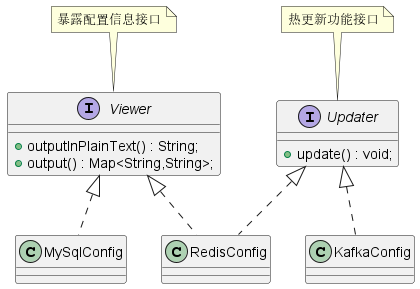 暴露配置信息接口
热更新功能接口
I Viewer
outputInPlainText() : String;
output() : Map<String,String>;
I Updater
update() : void;
C MySqlConfig
C RedisConfig
C KafkaConfig